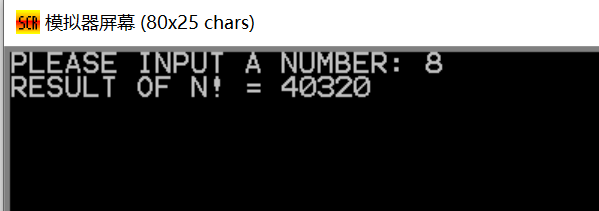 SCR 模拟器屏幕 (80x25 chars)
PLEASE INPUT A NUMBER: 8
RESULT OF N! = 40320